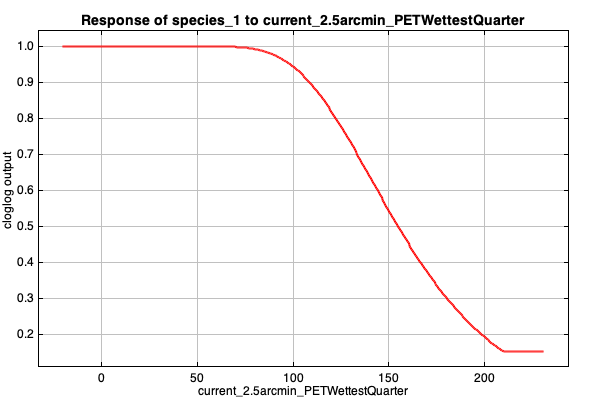 Response of species_1 to current_2.5arcmin_PETWettestQuarter
1.0
0.9
0.8
0.7
0.6
0.5
0.4
0.3
0.2
cloglog output
0 50 100 150 200
current_2.5arcmin_PETWettestQuarter